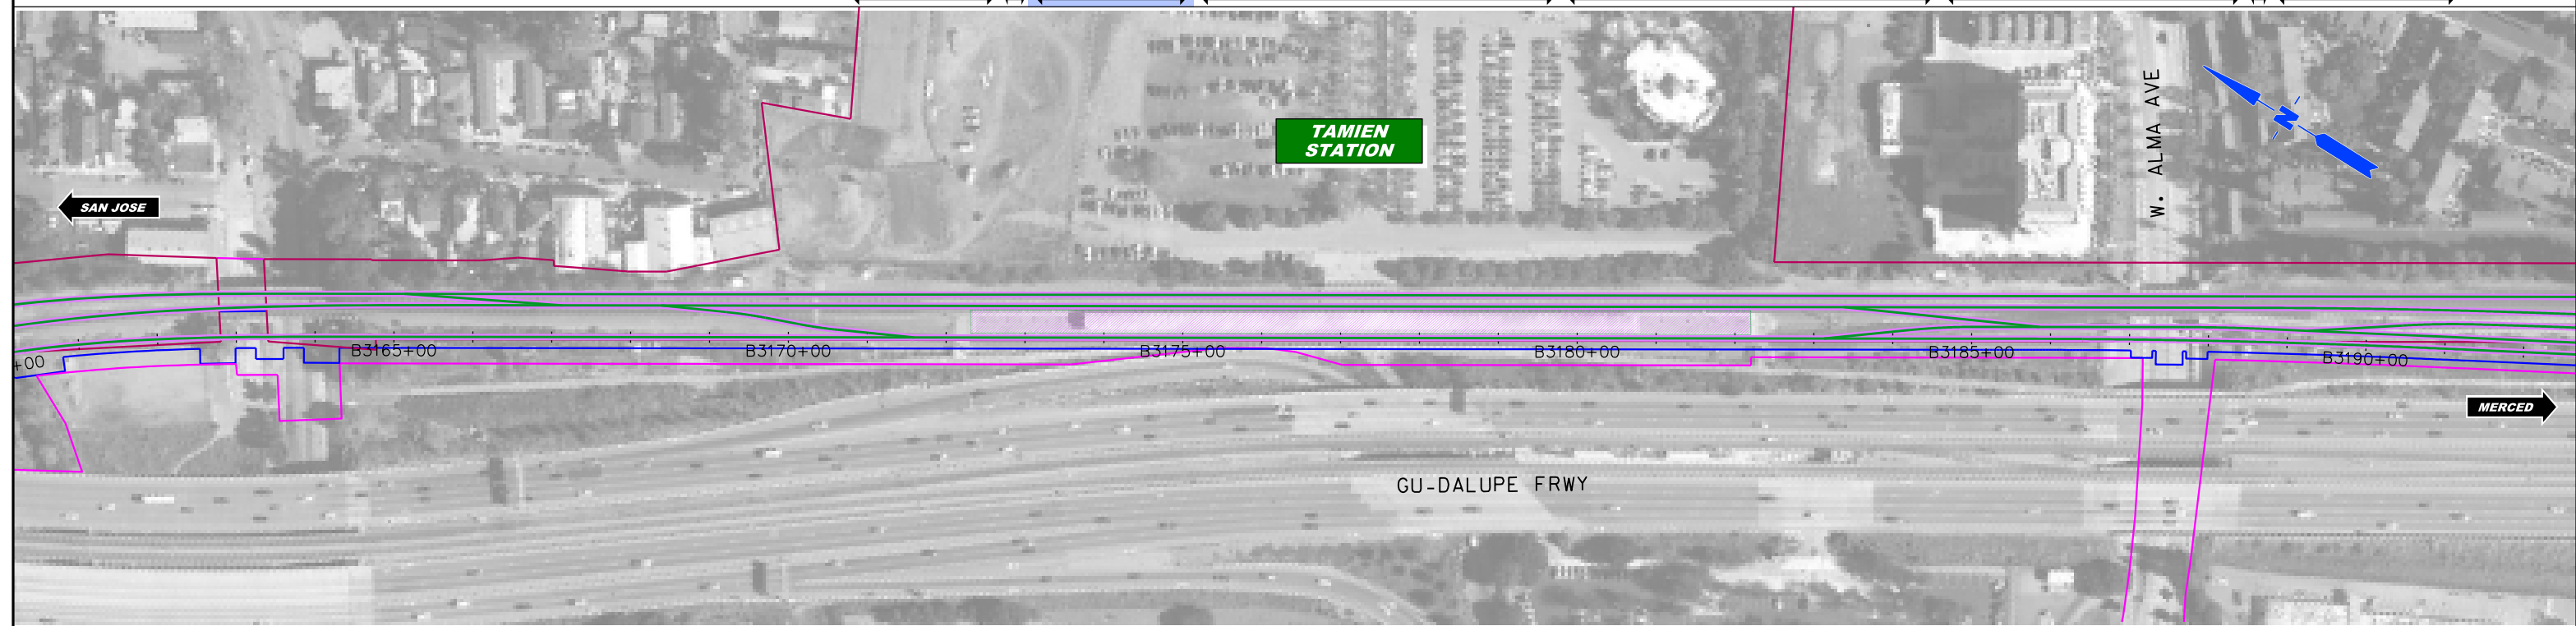 TAMIEN
STATION
W. ALMA AVE
N
SAN JOSE
+00
B3165+00
B3170+00
B3175+00
B3180+00
B3185+00
B3190+00
MERCED
GU-DALUPE FRWY